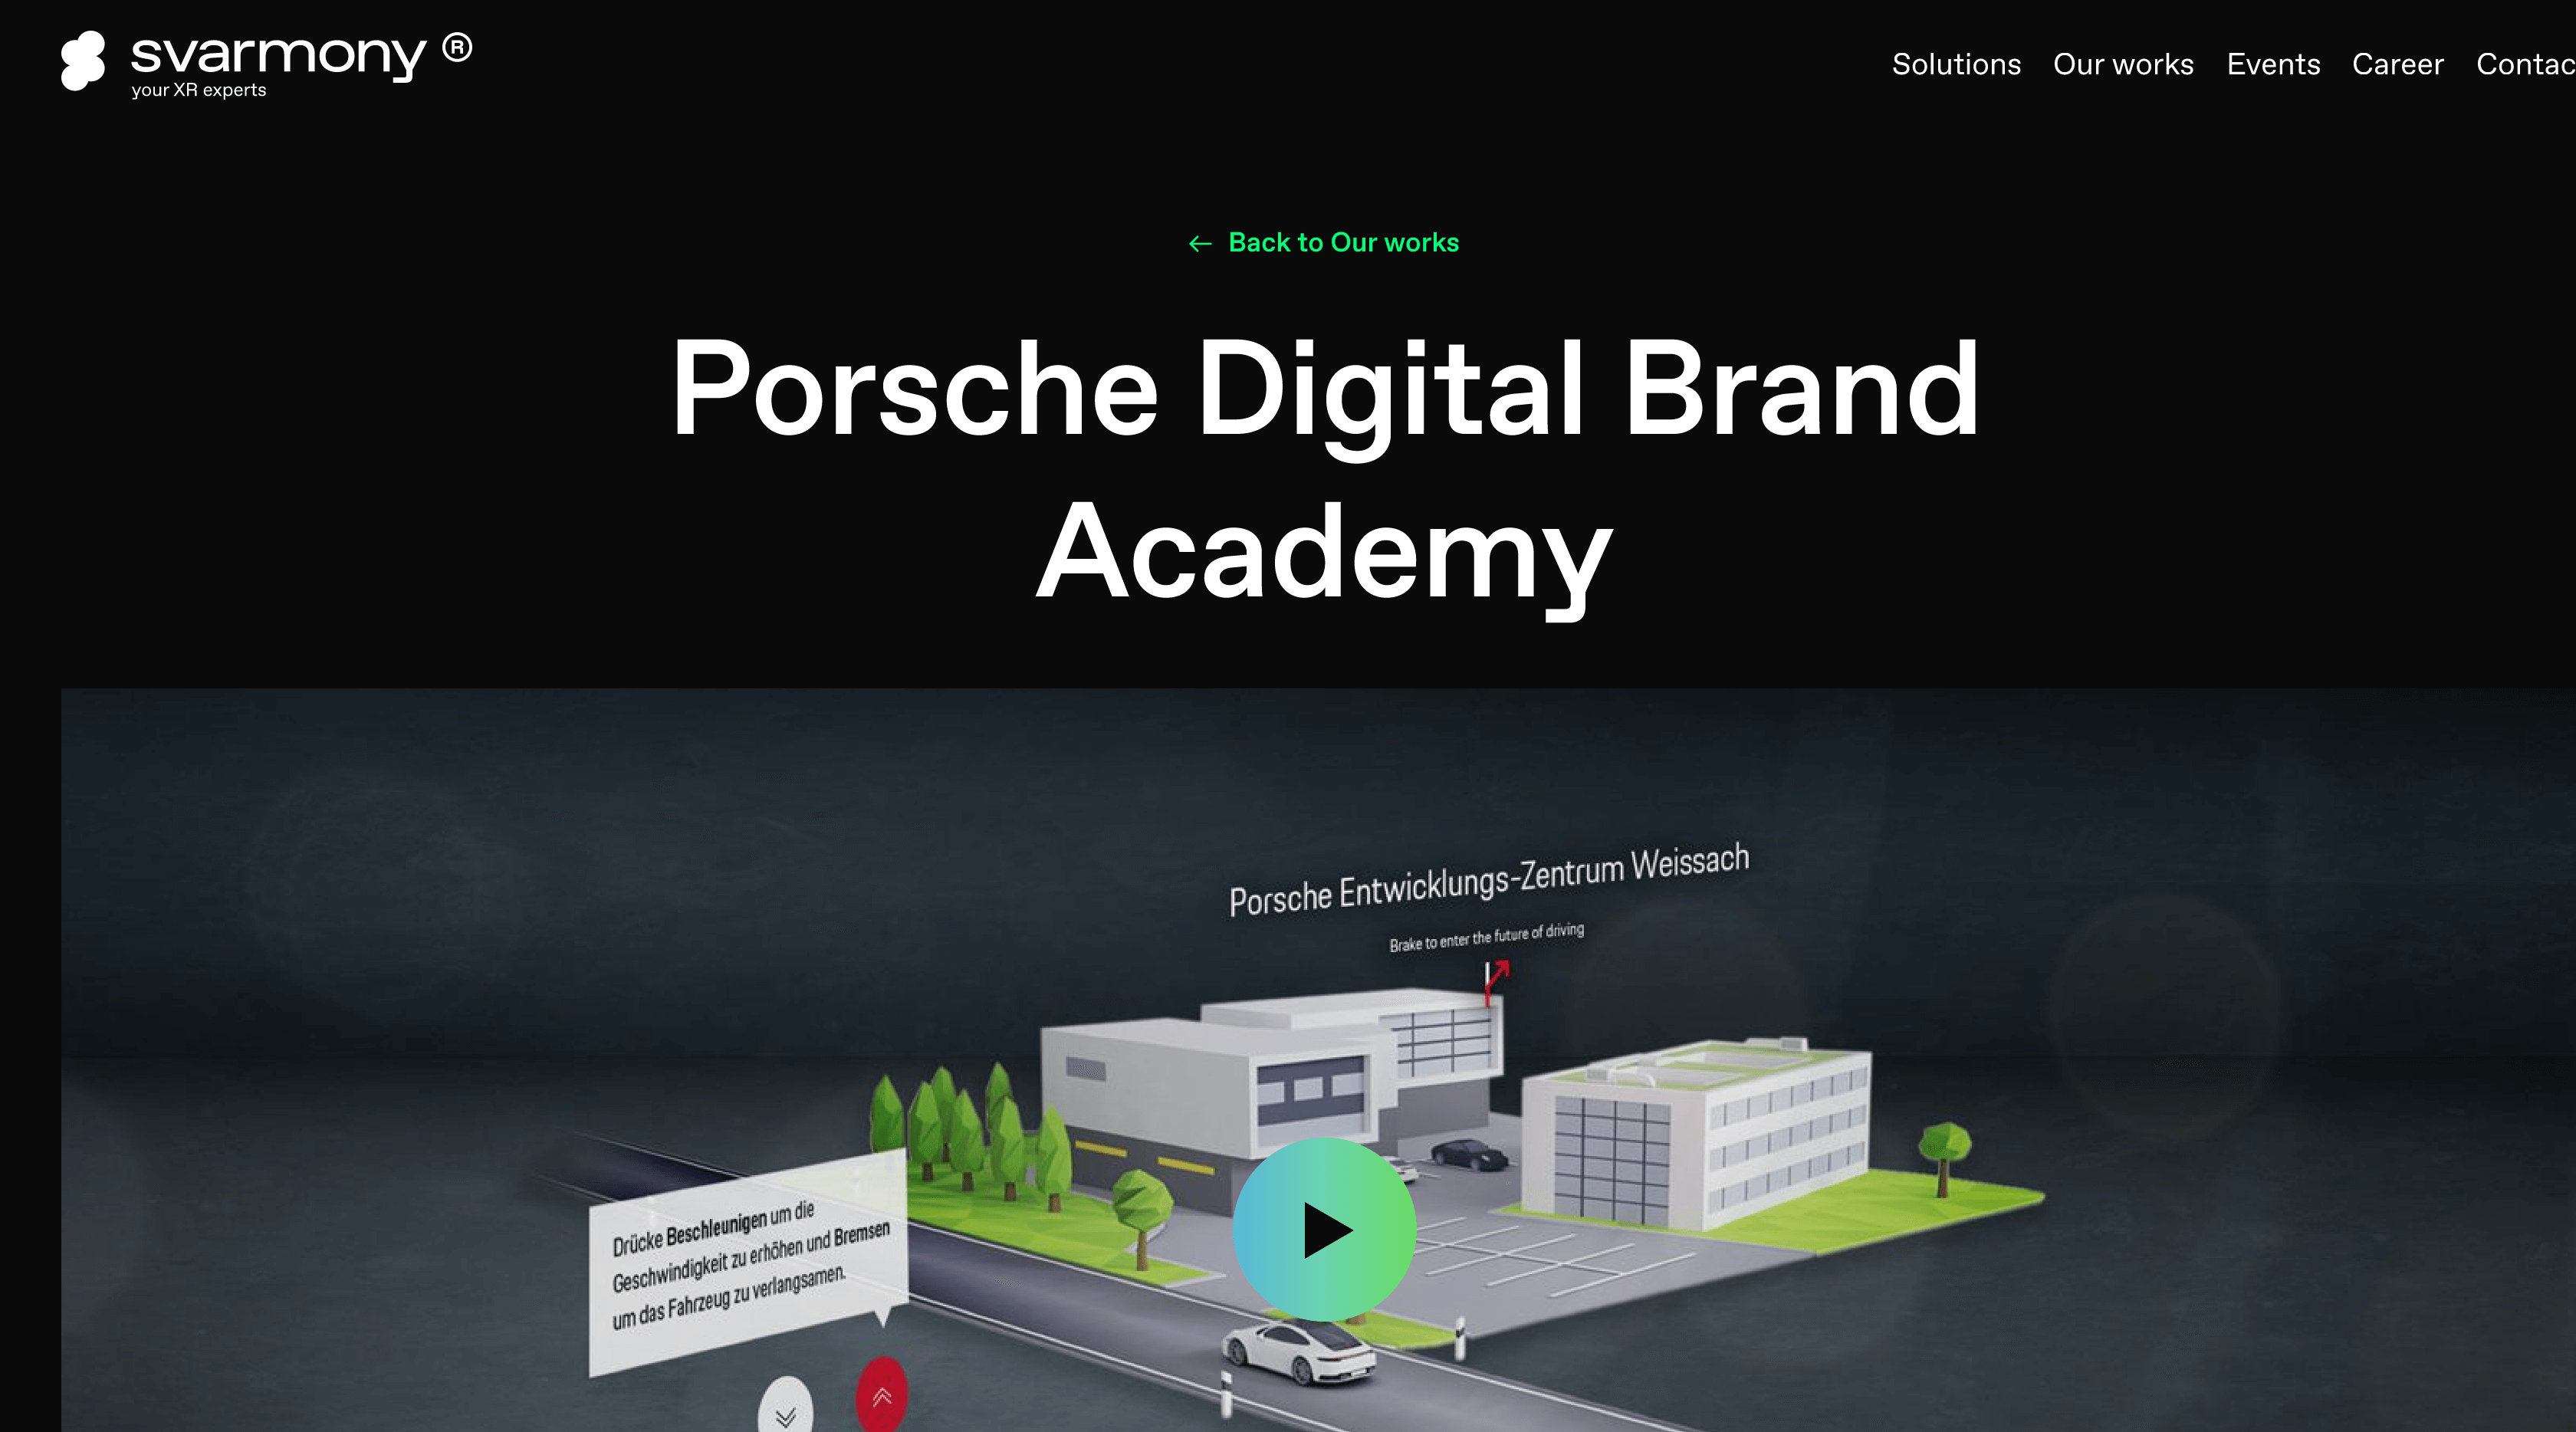 svarmony ®
your XR experts
Solutions Our works Events Career Contac
← Back to Our works
Porsche Digital Brand
Academy
Porsche Entwicklungs-Zentrum Weissach
Brake to enter the future of driving
Drücke Beschleunigen um die
Geschwindigkeit zu erhöhen und Bremsen
um das Fahrzeug zu verlangsamen.